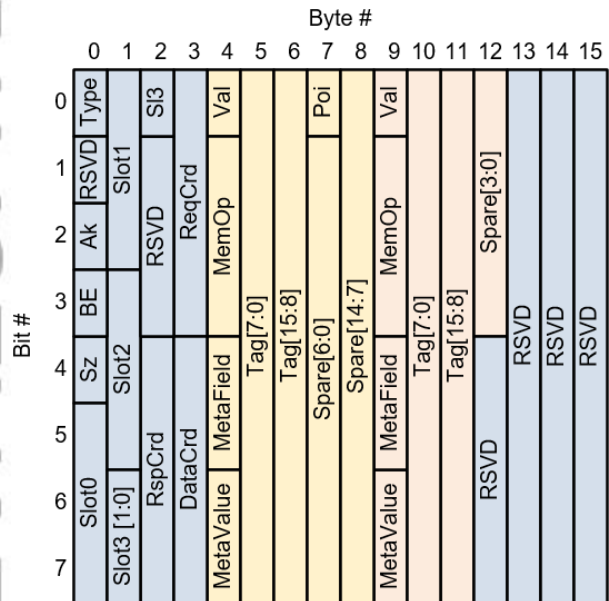 Byte #
0 1 2 3 4 5 6 7 8 9 10 11 12 13 14 15
Bit #
0
1
2
3
4
5
6
7
Type
RSVD
Ak
BE
Sz
Slot0
Slot1
Slot2
Slot3 [1:0]
Sl3
RSVD
RspCrd
ReqCrd
DataCrd
Val
MemOp
MetaField
MetaValue
Tag[7:0]
Tag[15:8]
Poi
Spare[6:0]
Spare[14:7]
Val
MemOp
MetaField
MetaValue
Tag[7:0]
Tag[15:8]
Spare[3:0]
RSVD
RSVD
RSVD
RSVD